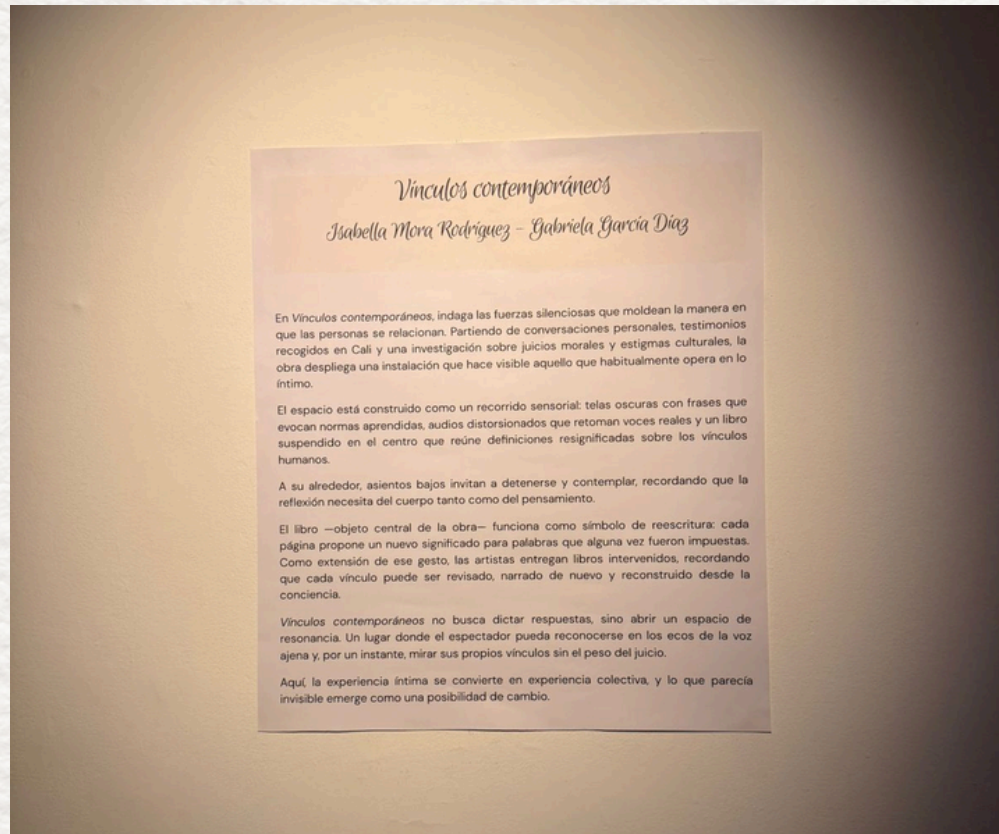 Vínculos contemporáneos
Isabella Mora Rodríguez - Gabriela García Díaz
En Vínculos contemporáneos, indaga las fuerzas silenciosas que moldean la manera en
que las personas se relacionan. Partiendo de conversaciones personales, testimonios
recogidos en Cali y una investigación sobre juicios morales y estigmas culturales, la
obra despliega una instalación que hace visible aquello que habitualmente opera en lo
íntimo.
El espacio está construido como un recorrido sensorial: telas oscuras con frases que
evocan normas aprendidas, audios distorsionados que retoman voces reales y un libro
suspendido en el centro que reúne definiciones resignificadas sobre los vínculos
humanos.
A su alrededor, asientos bajos invitan a detenerse y contemplar, recordando que la
reflexión necesita del cuerpo tanto como del pensamiento.
El libro —objeto central de la obra— funciona como símbolo de reescritura: cada
página propone un nuevo significado para palabras que alguna vez fueron impuestas.
Como extensión de ese gesto, las artistas entregan libros intervenidos, recordando
que cada vínculo puede ser revisado, narrado de nuevo y reconstruido desde la
conciencia.
Vínculos contemporáneos no busca dictar respuestas, sino abrir un espacio de
resonancia. Un lugar donde el espectador pueda reconocerse en los ecos de la voz
ajena y, por un instante, mirar sus propios vínculos sin el peso del juicio.
Aquí, la experiencia íntima se convierte en experiencia colectiva, y lo que parecía
invisible emerge como una posibilidad de cambio.